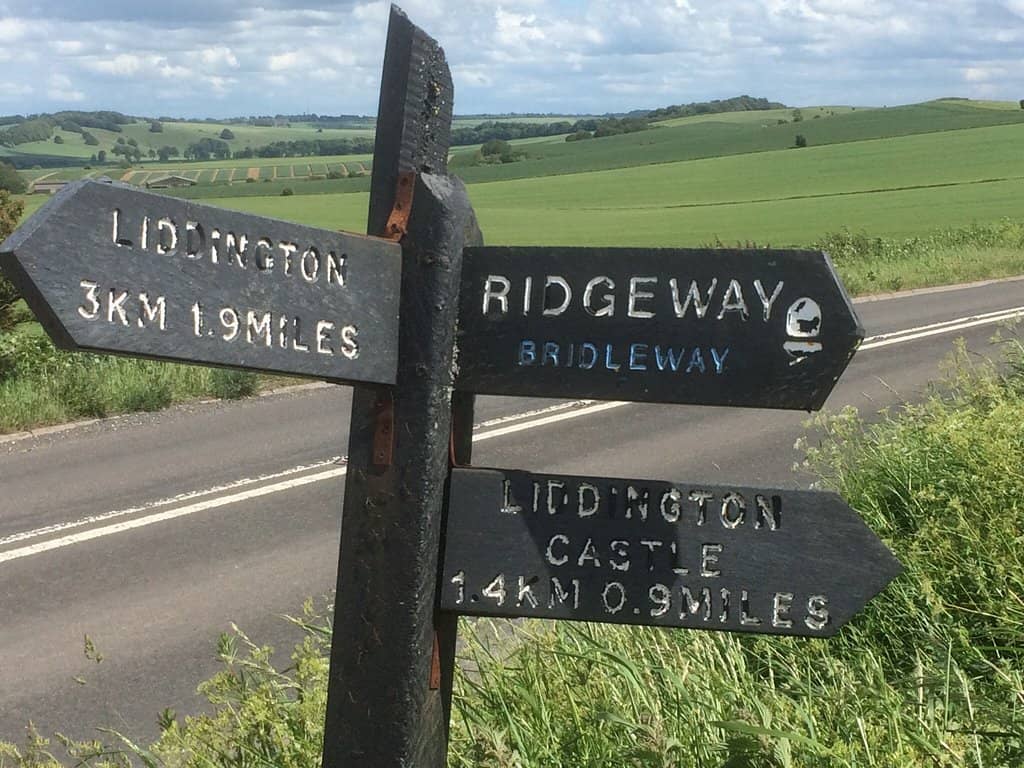 LIDDINGTON
3KM 1.9MILES
RIDGEWAY
BRIDLEWAY
LIDDINGTON
CASTLE
1.4KM 0.9MILES